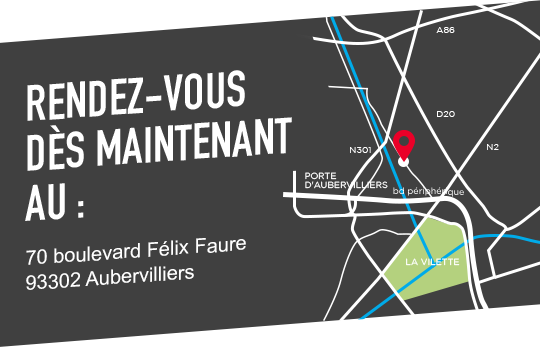 RENDEZ-VOUS
DÈS MAINTENANT
AU :
70 boulevard Félix Faure
93302 Aubervilliers
A86
D20
N2
N301
PORTE
D'AUBERVILLIERS
bd périphérique
LA VILETTE